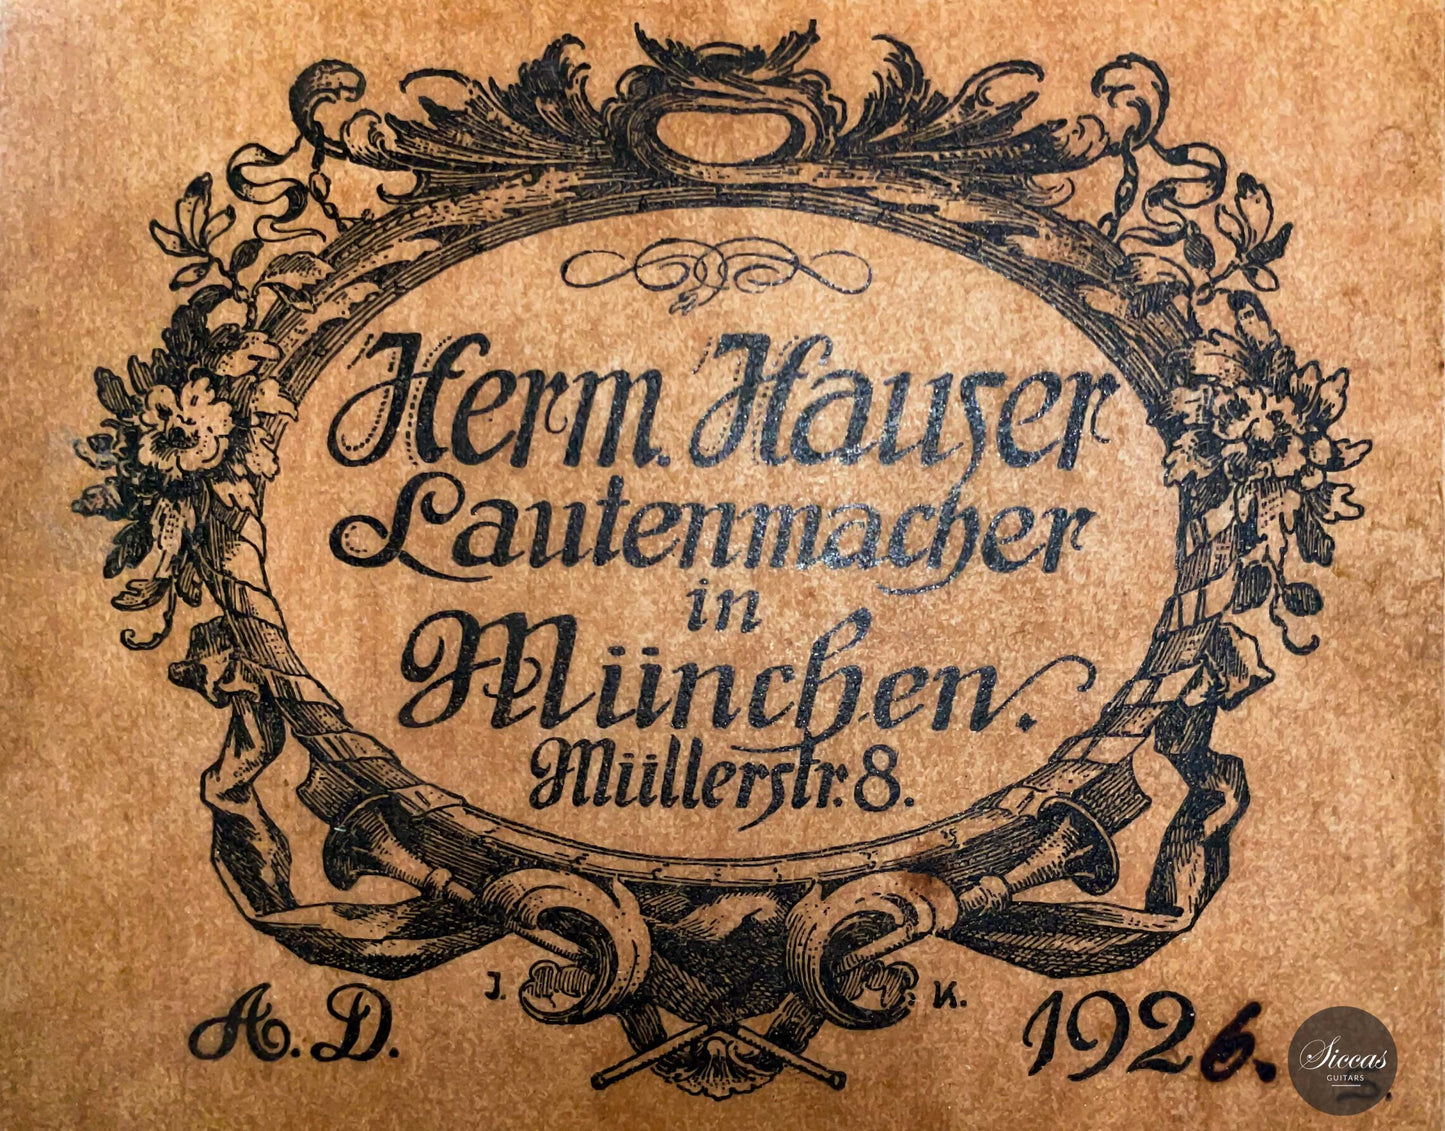 Herm. Hauser
Lautenmacher
in
München.
Müllerstr. 8.
J. K.
A. D. 1926.
Siccas
GUITARS